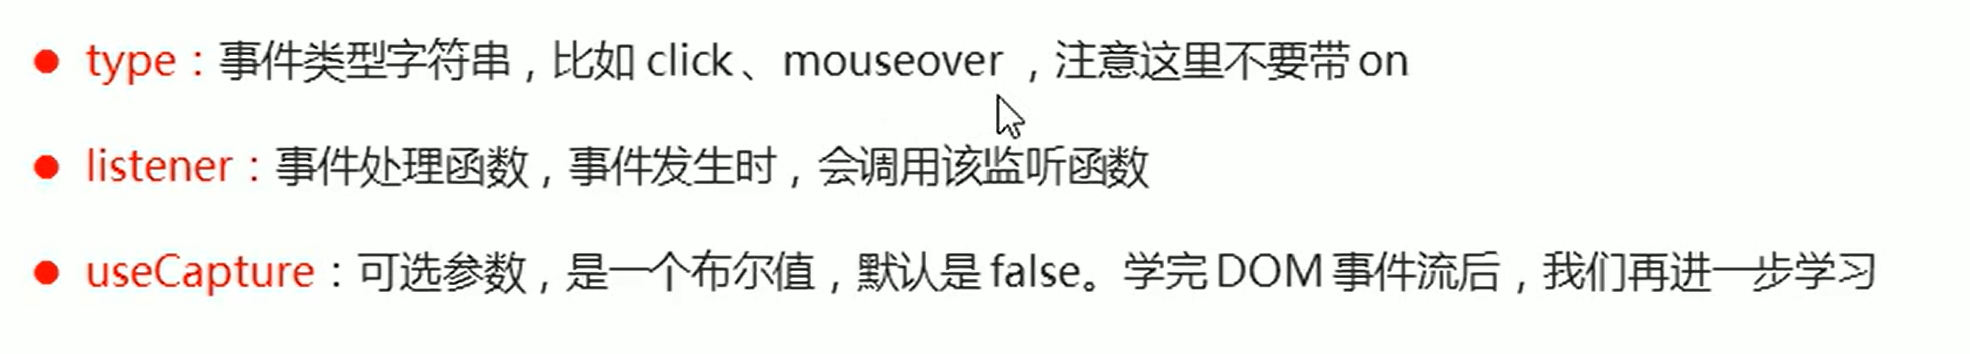 ● type：事件类型字符串，比如 click、mouseover ，注意这里不要带 on
● listener：事件处理函数，事件发生时，会调用该监听函数
● useCapture：可选参数，是一个布尔值，默认是 false。学完 DOM 事件流后，我们再进一步学习